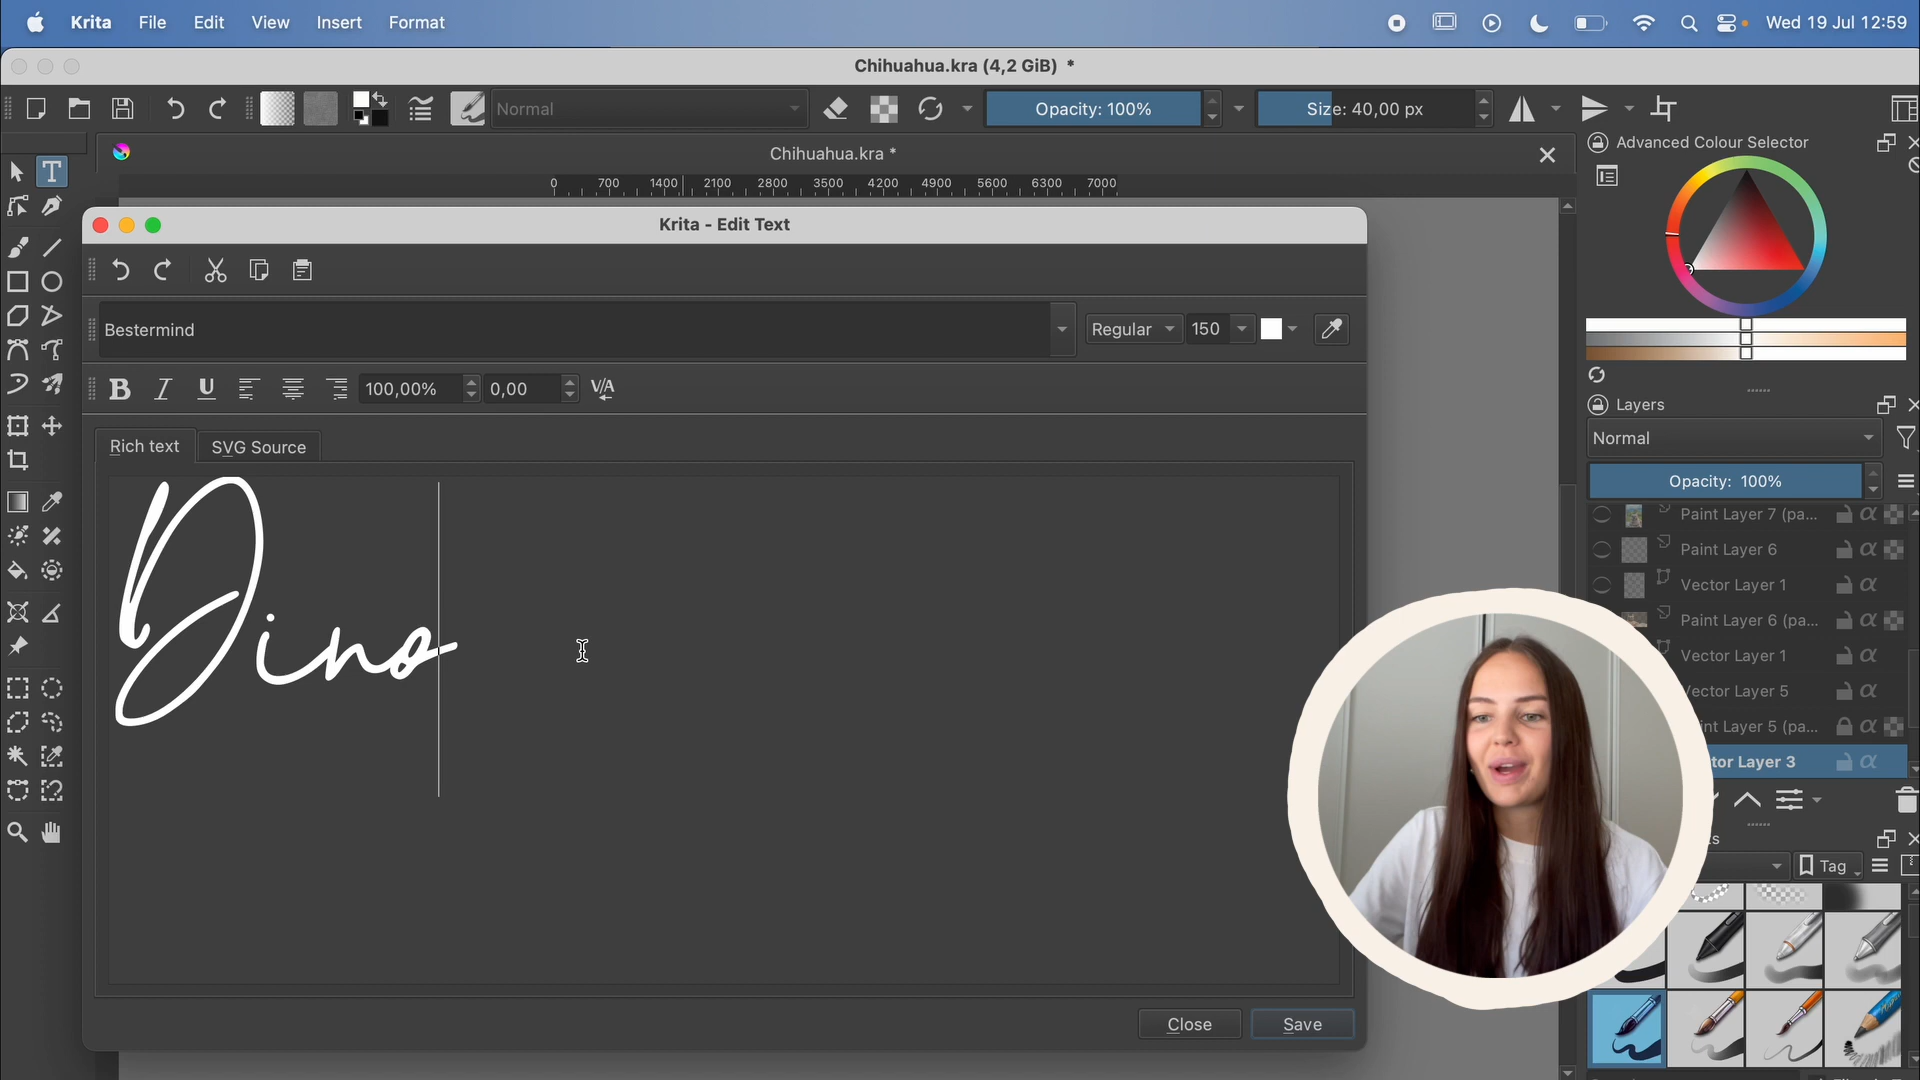 Krita File Edit View Insert Format Wed 19 Jul 12:59
Chihuahua.kra (4,2 GiB) *
Normal Opacity: 100% Size: 40,00 px
Chihuahua.kra *
Advanced Colour Selector
0 700 1400 2100 2800 3500 4200 4900 5600 6300 7000
Krita - Edit Text
Bestermind Regular 150
B I U 100,00% 0,00 V/A
Rich text SVG Source
Dino
Close Save
Layers
Normal
Opacity: 100%
Paint Layer 7 (pa...
Paint Layer 6
Vector Layer 1
Paint Layer 6 (pa...
Vector Layer 1
Vector Layer 5
int Layer 5 (pa...
tor Layer 3
ts
Tag